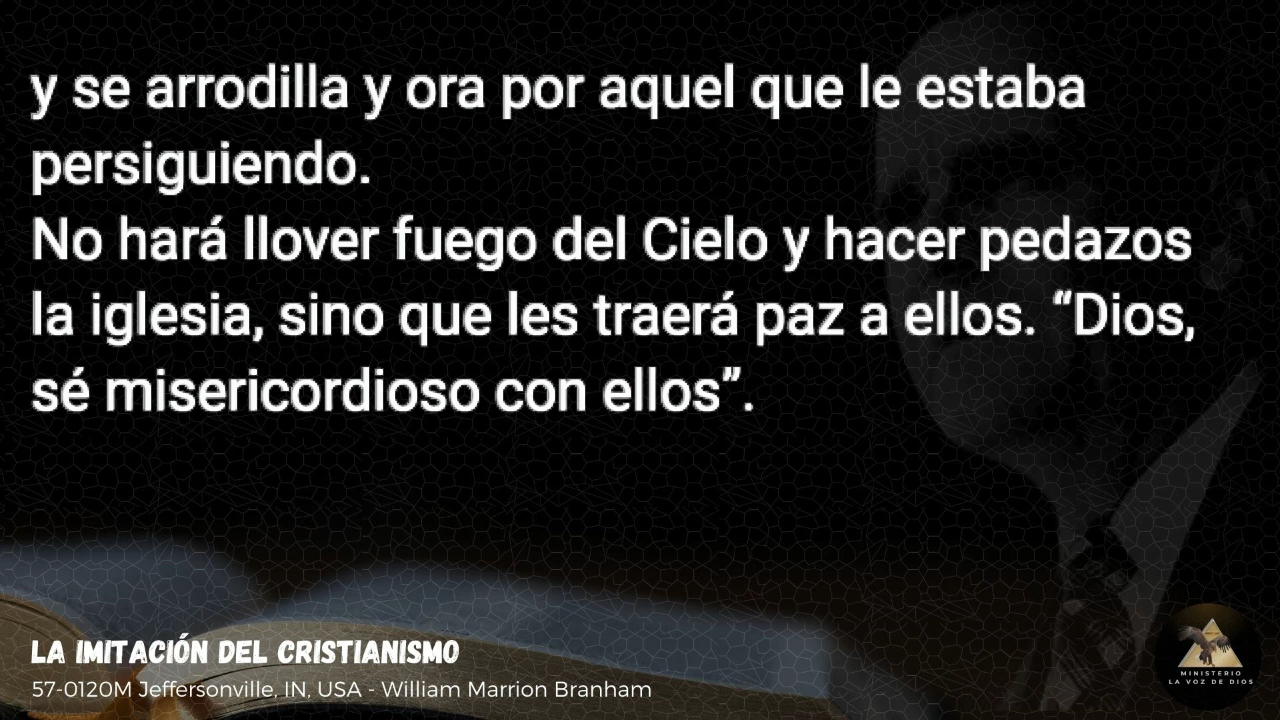 y se arrodilla y ora por aquel que le estaba
persiguiendo.
No hará llover fuego del Cielo y hacer pedazos
la iglesia, sino que les traerá paz a ellos. “Dios,
sé misericordioso con ellos”.
LA IMITACIÓN DEL CRISTIANISMO
57-0120M Jeffersonville, IN, USA - William Marrion Branham
MINISTERIO
LA VOZ DE DIOS